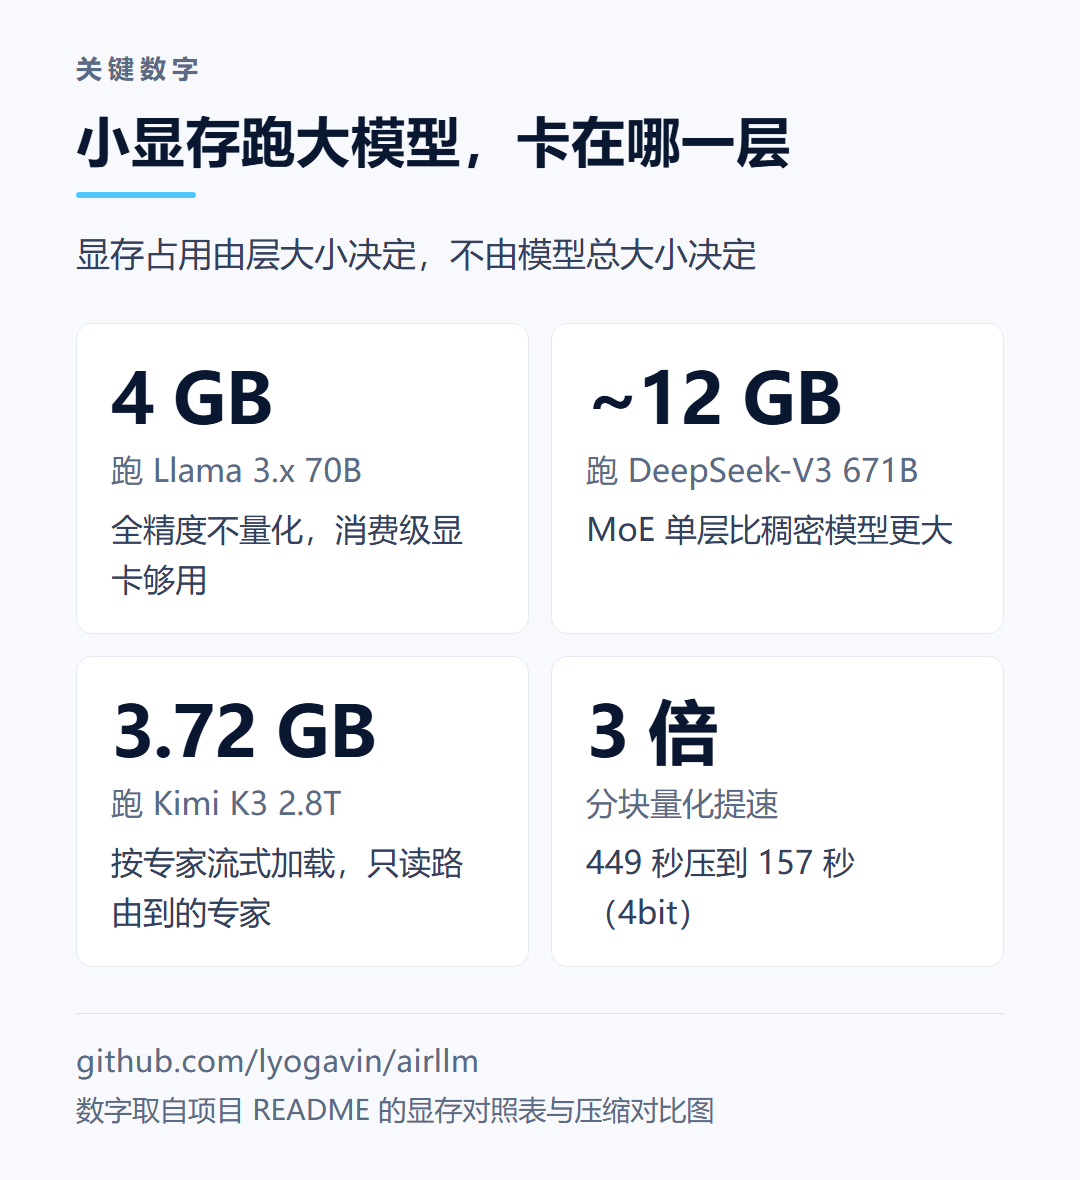 关键数字
小显存跑大模型，卡在哪一层
显存占用由层大小决定，不由模型总大小决定
4 GB
跑 Llama 3.x 70B
全精度不量化，消费级显
卡够用
~12 GB
跑 DeepSeek-V3 671B
MoE 单层比稠密模型更大
3.72 GB
跑 Kimi K3 2.8T
按专家流式加载，只读路
由到的专家
3 倍
分块量化提速
449 秒压到 157 秒
（4bit）
github.com/lyogavin/airllm
数字取自项目 README 的显存对照表与压缩对比图